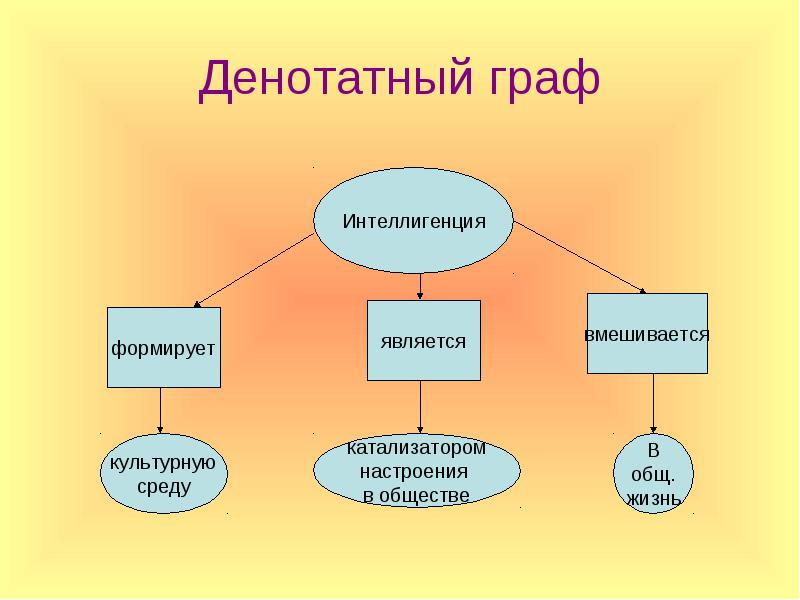 Денотатный граф
Интеллигенция
формирует
является
вмешивается
культурную
среду
катализатором
настроения
в обществе
В
общ.
жизнь